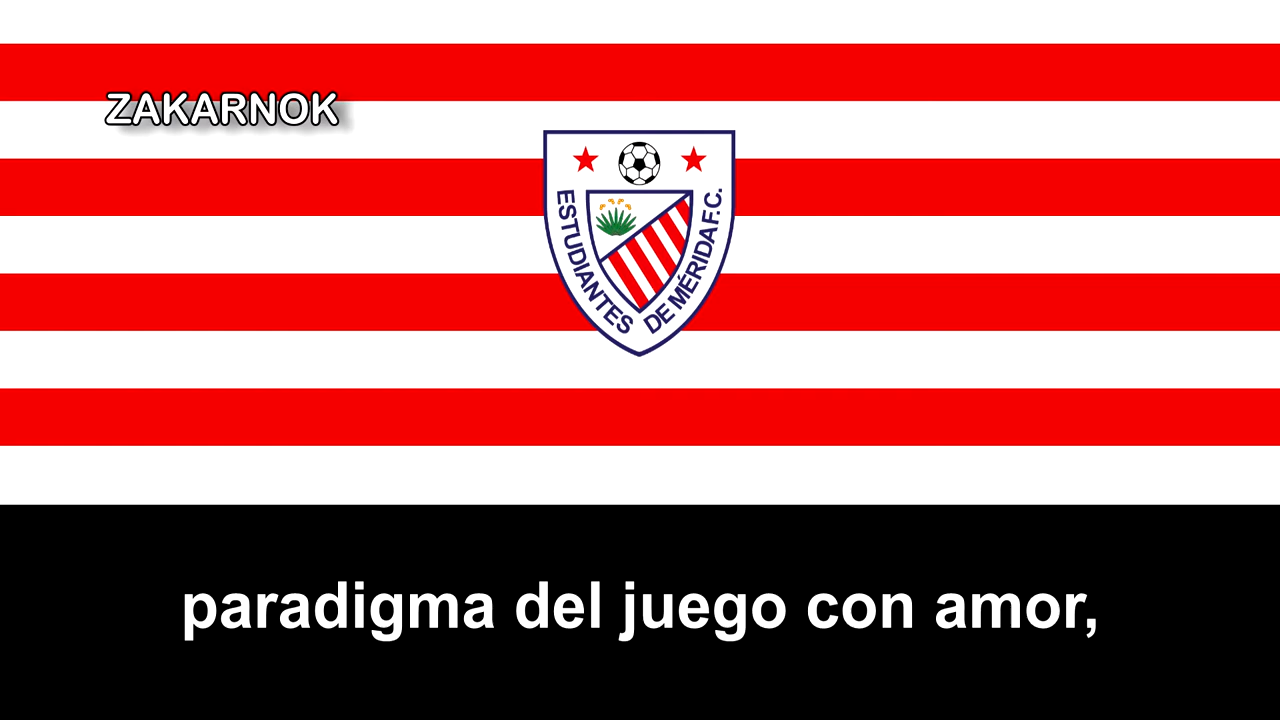 ZAKARNOK
ESTUDIANTES DE MÉRIDA F.C.
paradigma del juego con amor,